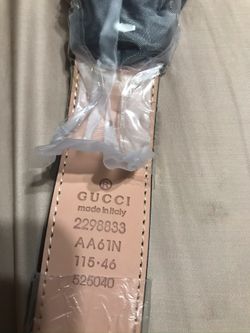 ®
GUCCI
made in Italy
2298833
AA61N
115·46
525040